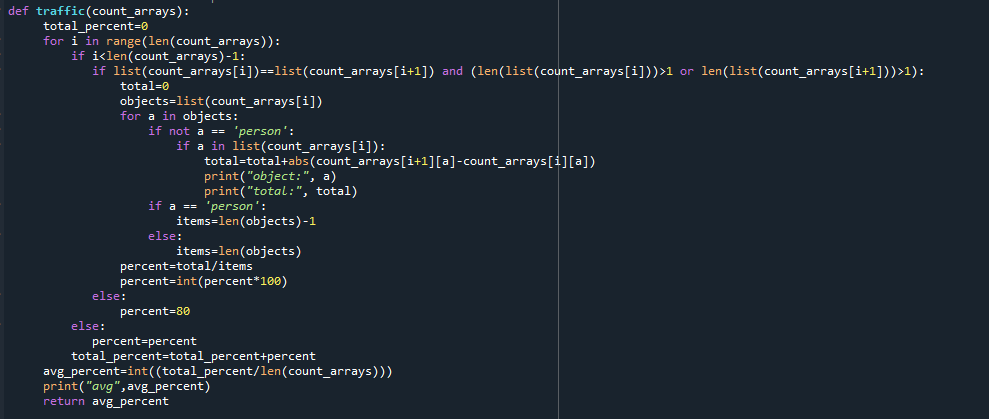 def traffic(count_arrays):
    total_percent=0
    for i in range(len(count_arrays)):
        if i<len(count_arrays)-1:
           if list(count_arrays[i])==list(count_arrays[i+1]) and (len(list(count_arrays[i]))>1 or len(list(count_arrays[i+1]))>1):
               total=0
               objects=list(count_arrays[i])
               for a in objects:
                   if not a == 'person':
                       if a in list(count_arrays[i]):
                           total=total+abs(count_arrays[i+1][a]-count_arrays[i][a])
                           print("object:", a)
                           print("total:", total)
                   if a == 'person':
                       items=len(objects)-1
                   else:
                       items=len(objects)
               percent=total/items
               percent=int(percent*100)
           else:
               percent=80
        else:
           percent=percent
        total_percent=total_percent+percent
    avg_percent=int((total_percent/len(count_arrays)))
    print("avg",avg_percent)
    return avg_percent